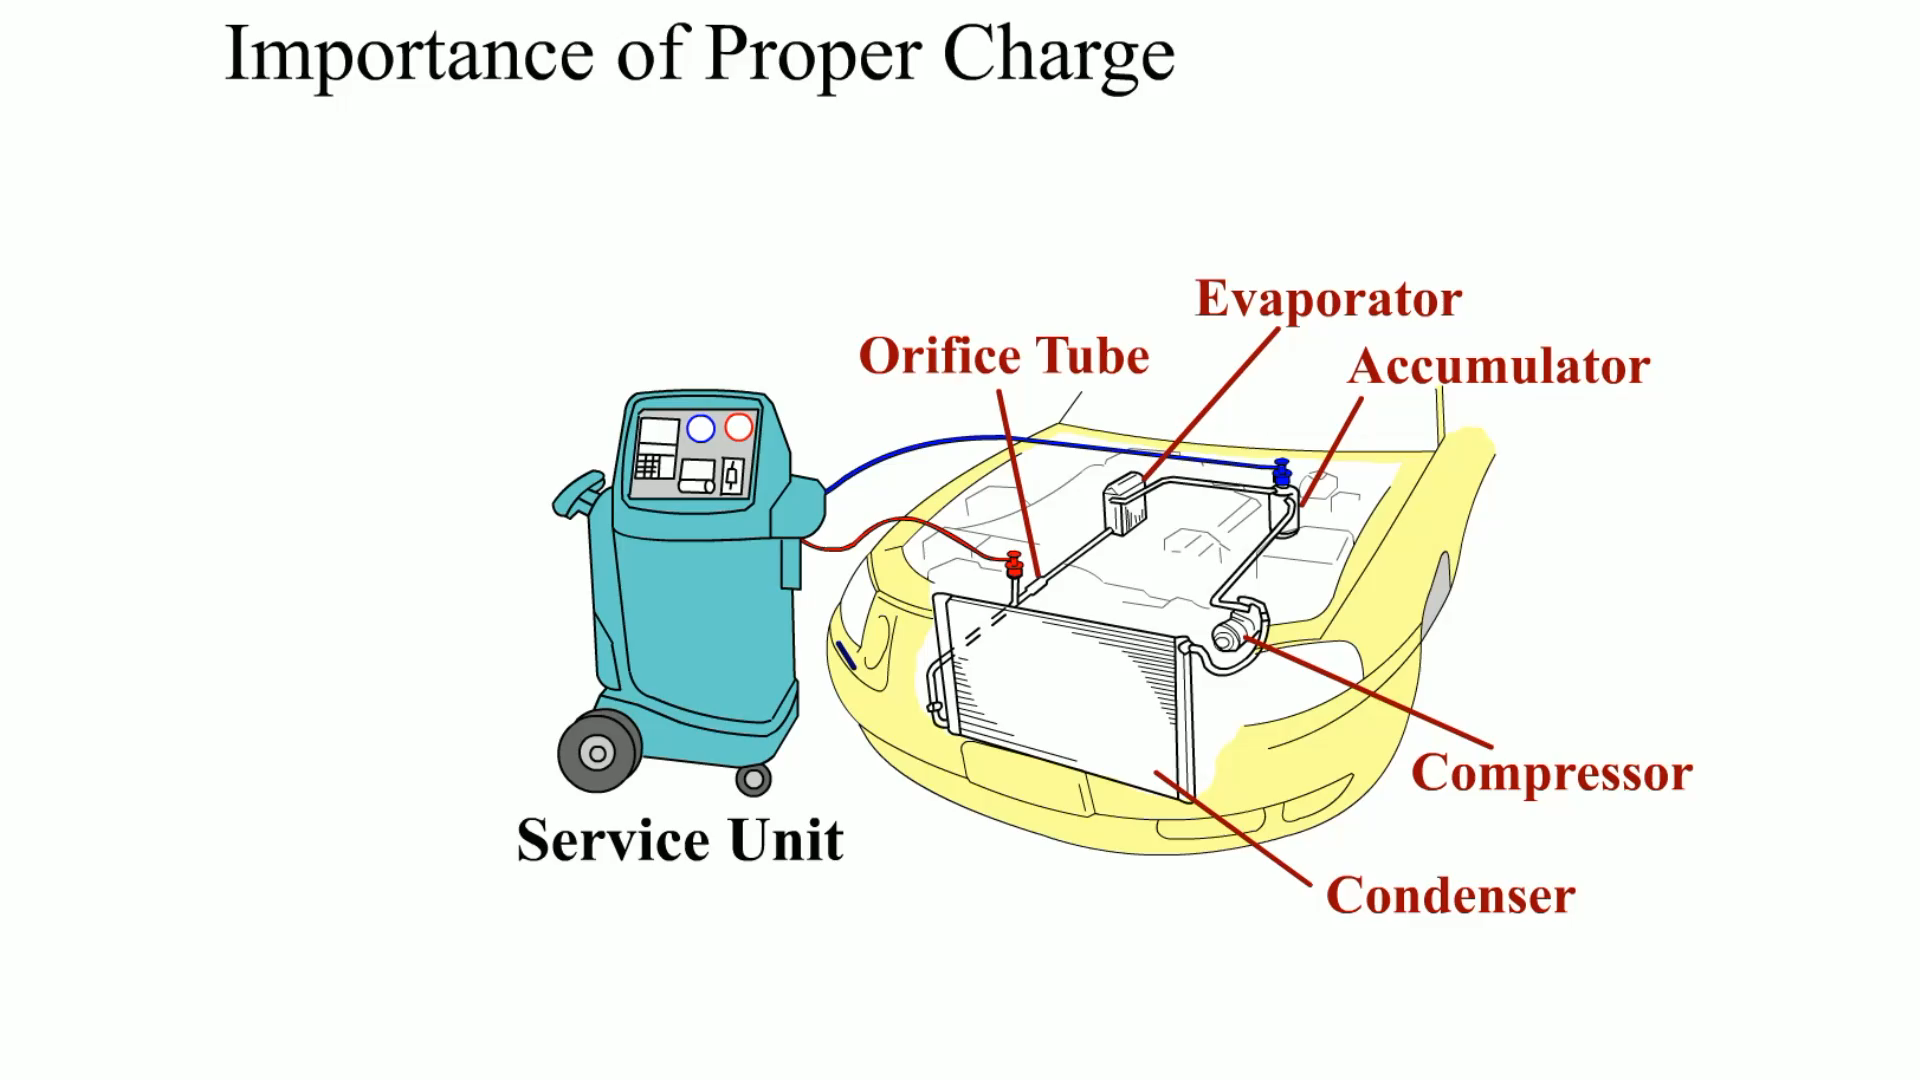 Importance of Proper Charge
Evaporator
Orifice Tube
Accumulator
Compressor
Service Unit
Condenser